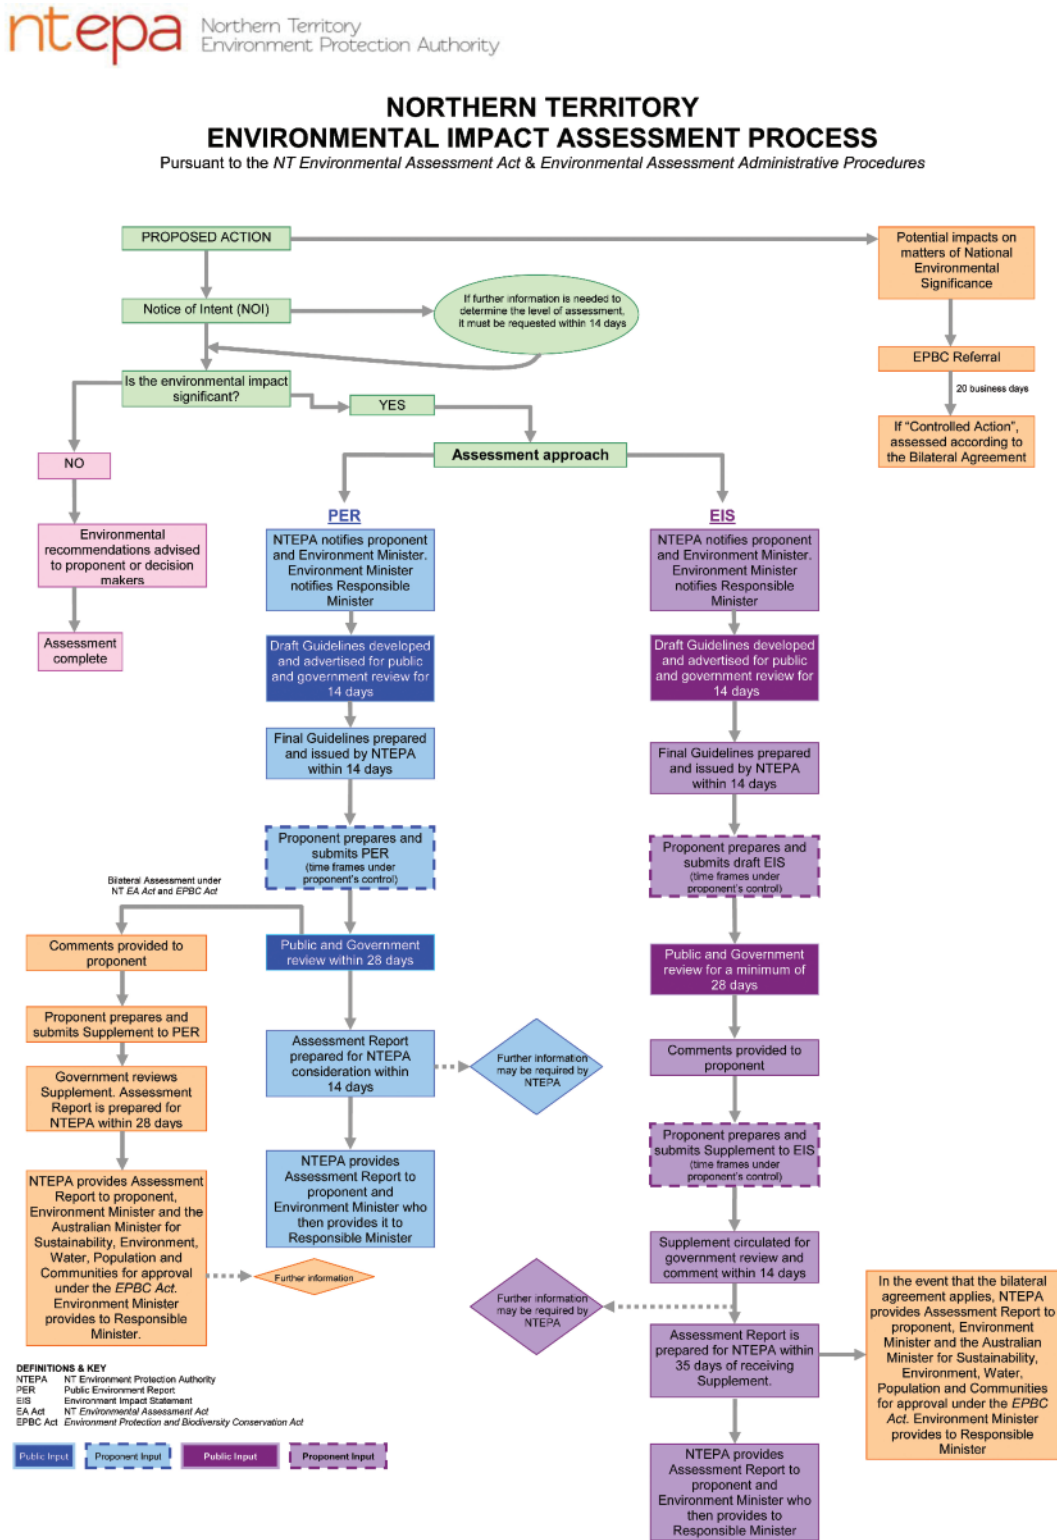 ntepa
Northern Territory
Environment Protection Authority
NORTHERN TERRITORY
ENVIRONMENTAL IMPACT ASSESSMENT PROCESS
Pursuant to the NT Environmental Assessment Act & Environmental Assessment Administrative Procedures
PROPOSED ACTION
Potential impacts on
matters of National
Environmental
Significance
Notice of Intent (NOI)
If further information is needed to
determine the level of assessment,
it must be requested within 14 days
EPBC Referral
20 business days
If “Controlled Action”,
assessed according to
the Bilateral Agreement
Is the environmental impact
significant?
YES
NO
Assessment approach
Environmental
recommendations advised
to proponent or decision
makers
Assessment
complete
PER
NTEPA notifies proponent
and Environment Minister.
Environment Minister
notifies Responsible
Minister
Draft Guidelines developed
and advertised for public
and government review for
14 days
Final Guidelines prepared
and issued by NTEPA
within 14 days
Proponent prepares and
submits PER
(time frames under
proponent's control)
Public and Government
review within 28 days
Assessment Report
prepared for NTEPA
consideration within
14 days
Further information
may be required by
NTEPA
NTEPA provides
Assessment Report to
proponent and
Environment Minister who
then provides it to
Responsible Minister
Bilateral Assessment under
NT EA Act and EPBC Act
Comments provided to
proponent
Proponent prepares and
submits Supplement to PER
Government reviews
Supplement. Assessment
Report is prepared for
NTEPA within 28 days
NTEPA provides Assessment
Report to proponent,
Environment Minister and the
Australian Minister for
Sustainability, Environment,
Water, Population and
Communities for approval
under the EPBC Act.
Environment Minister
provides to Responsible
Minister.
Further information
EIS
NTEPA notifies proponent
and Environment Minister.
Environment Minister
notifies Responsible
Minister
Draft Guidelines developed
and advertised for public
and government review for
14 days
Final Guidelines prepared
and issued by NTEPA
within 14 days
Proponent prepares and
submits draft EIS
(time frames under
proponent's control)
Public and Government
review for a minimum of
28 days
Comments provided to
proponent
Proponent prepares and
submits Supplement to EIS
(time frames under
proponent's control)
Supplement circulated for
government review and
comment within 14 days
Further information
may be required by
NTEPA
Assessment Report is
prepared for NTEPA within
35 days of receiving
Supplement.
In the event that the bilateral
agreement applies, NTEPA
provides Assessment Report to
proponent, Environment
Minister and the Australian
Minister for Sustainability,
Environment, Water,
Population and Communities
for approval under the EPBC
Act. Environment Minister
provides to Responsible
Minister
NTEPA provides
Assessment Report to
proponent and
Environment Minister who
then provides to
Responsible Minister
DEFINITIONS & KEY
NTEPA NT Environment Protection Authority
PER Public Environment Report
EIS Environment Impact Statement
EA Act NT Environmental Assessment Act
EPBC Act Environment Protection and Biodiversity Conservation Act
Public Input
Proponent Input
Public Input
Proponent Input